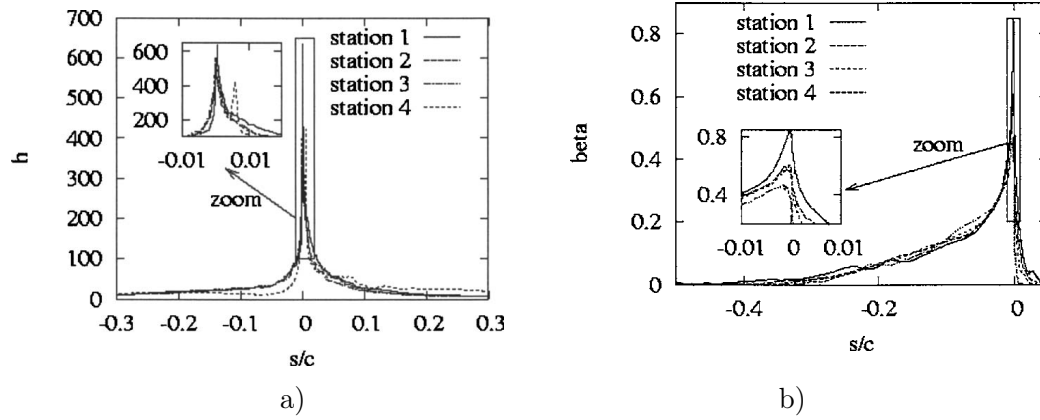 700
600
500
400
300
200
100
0
h
station 1
station 2
station 3
station 4
600
400
200
-0.01
0.01
zoom
-0.3
-0.2
-0.1
0
0.1
0.2
0.3
s/c
a)
0.8
0.6
0.4
0.2
0
beta
station 1
station 2
station 3
station 4
0.8
0.4
-0.01
0
0.01
zoom
-0.4
-0.2
0
s/c
b)